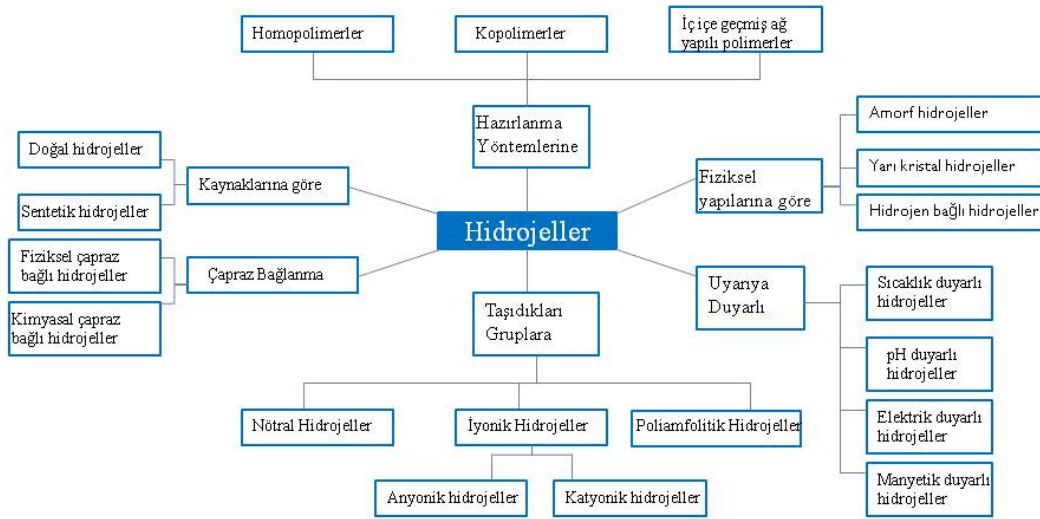 Homopolimerler
Kopolimerler
İç içe geçmiş ağ
yapılı polimerler
Hazırlanma
Yöntemlerine
Doğal hidrojeller
Sentetik hidrojeller
Kaynaklarına göre
Fiziksel
yapılarına göre
Amorf hidrojeller
Yarı kristal hidrojeller
Hidrojen bağlı hidrojeller
Hidrojeller
Fiziksel çapraz
bağlı hidrojeller
Kimyasal çapraz
bağlı hidrojeller
Çapraz Bağlanma
Taşıdıkları
Gruplara
Uyarıya
Duyarlı
Sıcaklık duyarlı
hidrojeller
pH duyarlı
hidrojeller
Elektrik duyarlı
hidrojeller
Manyetik duyarlı
hidrojeller
Nötral Hidrojeller
İyonik Hidrojeller
Poliamfolitik Hidrojeller
Anyonik hidrojeller
Katyonik hidrojeller